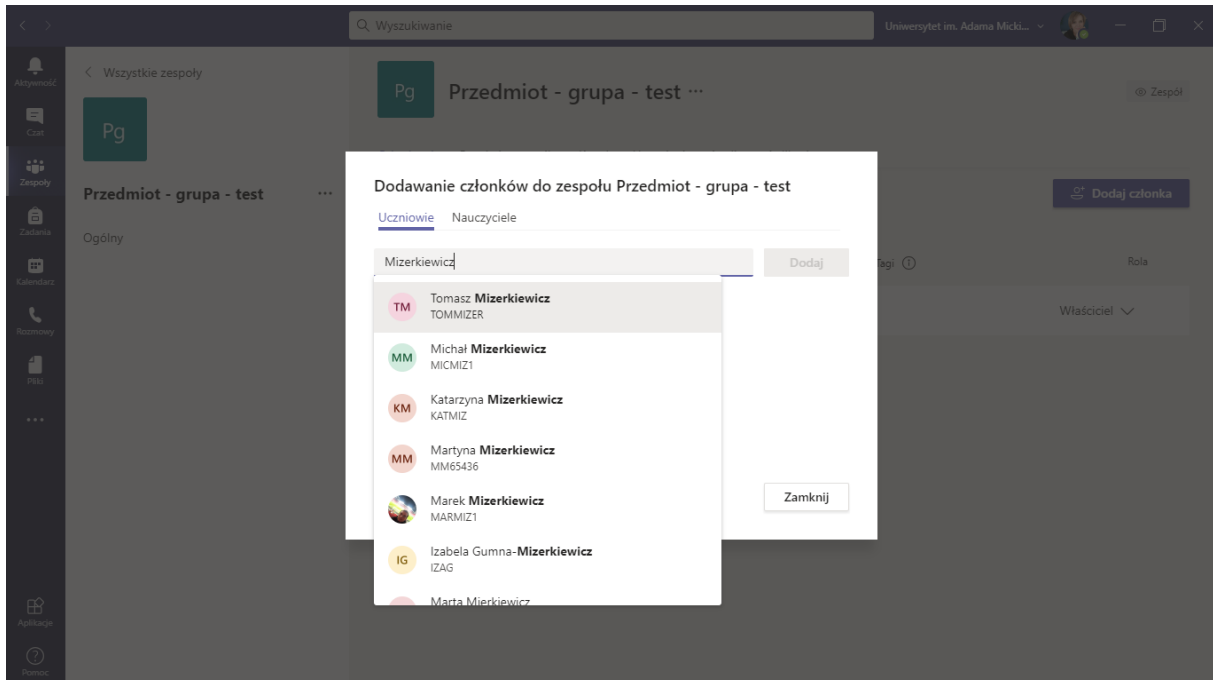 Wyszukiwanie
Uniwersytet im. Adama Micki...
Aktywność
Czat
Zespoły
Zadania
Kalendarz
Rozmowy
Pliki
Aplikacje
Pomoc
Wszystkie zespoły
Pg
Przedmiot - grupa - test ...
Ogólny
Pg
Przedmiot - grupa - test ...
Zespół
Dodaj członka
Tagi
Rola
Właściciel
Dodawanie członków do zespołu Przedmiot - grupa - test
Uczniowie Nauczyciele
Mizerkiewicz
Dodaj
TM Tomasz Mizerkiewicz
TOMMIZER
MM Michał Mizerkiewicz
MICMIZ1
KM Katarzyna Mizerkiewicz
KATMIZ
MM Martyna Mizerkiewicz
MM65436
Marek Mizerkiewicz
MARMIZ1
IG Izabela Gumna-Mizerkiewicz
IZAG
Marta Mierkiewicz
Zamknij